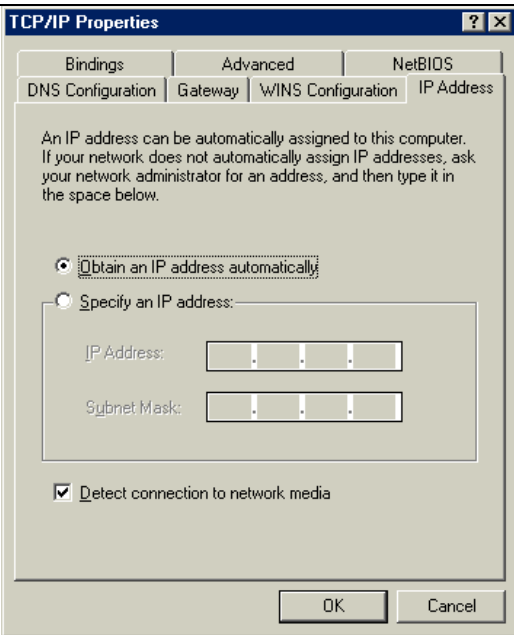 TCP/IP Properties
Bindings Advanced NetBIOS
DNS Configuration Gateway WINS Configuration IP Address
An IP address can be automatically assigned to this computer.
If your network does not automatically assign IP addresses, ask
your network administrator for an address, and then type it in
the space below.
Obtain an IP address automatically
Specify an IP address:
IP Address: . . .
Subnet Mask: . . .
Detect connection to network media
OK Cancel